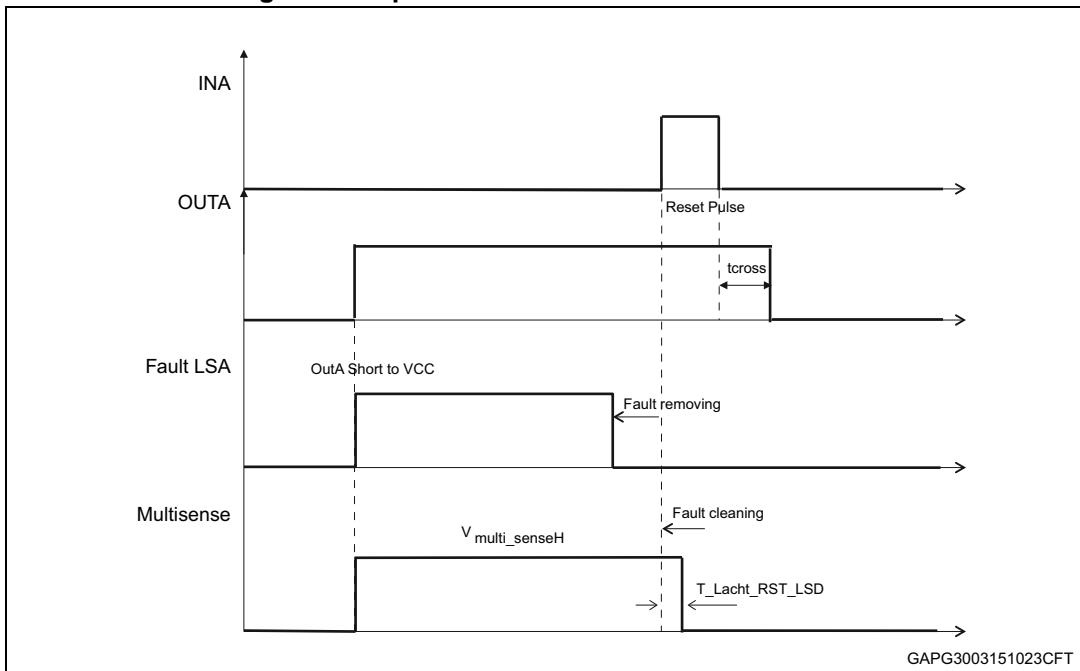 INA
Reset Pulse
OUTA
tcross
Fault LSA
OutA Short to VCC
Fault removing
Multisense
Fault cleaning
V multi_senseH
T_Lacht_RST_LSD
GAPG3003151023CFT